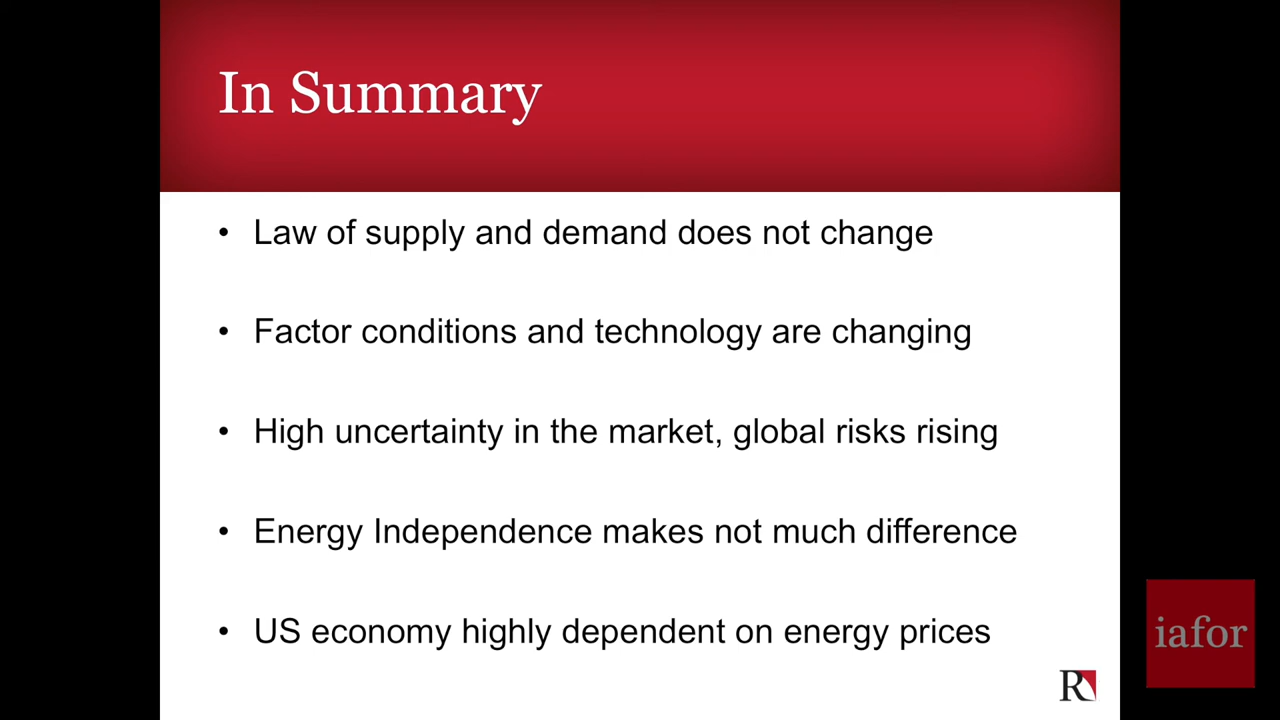 In Summary
• Law of supply and demand does not change
• Factor conditions and technology are changing
• High uncertainty in the market, global risks rising
• Energy Independence makes not much difference
• US economy highly dependent on energy prices
R
iafor